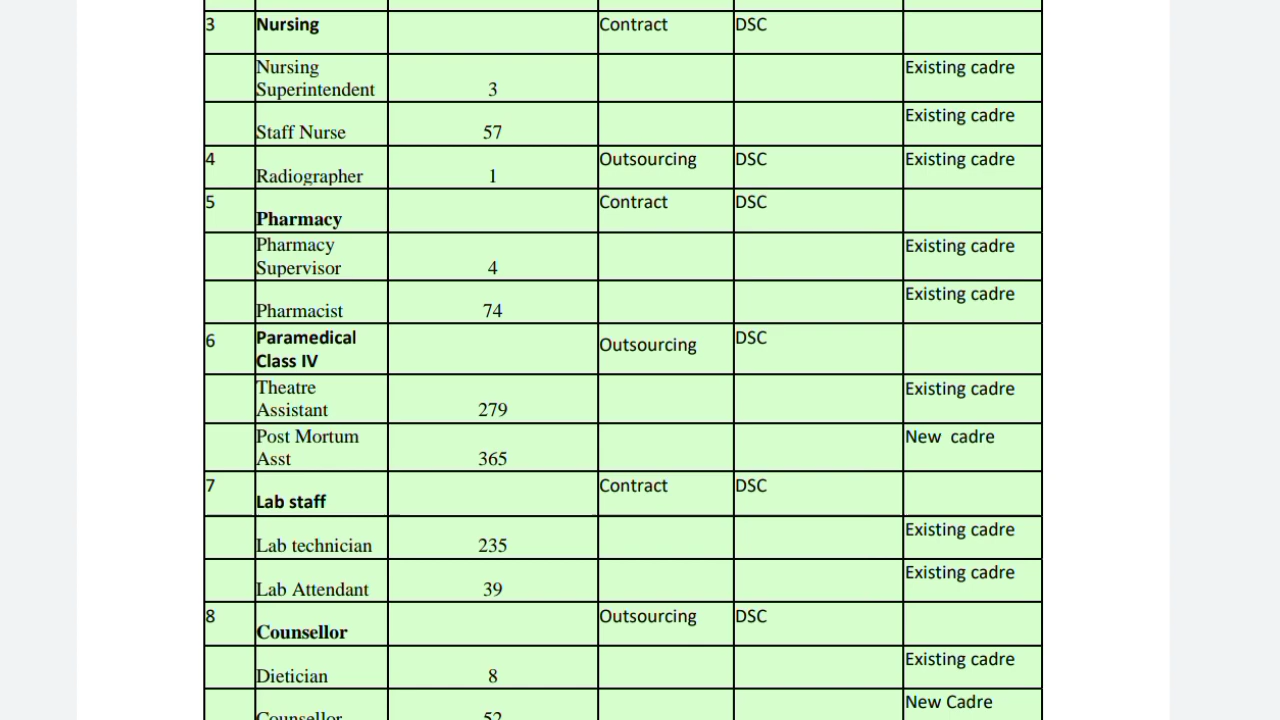 3 Nursing Contract DSC
Nursing Superintendent 3 Existing cadre
Staff Nurse 57 Existing cadre
4 Radiographer 1 Outsourcing DSC Existing cadre
5 Pharmacy Contract DSC
Pharmacy Supervisor 4 Existing cadre
Pharmacist 74 Existing cadre
6 Paramedical Class IV Outsourcing DSC
Theatre Assistant 279 Existing cadre
Post Mortum Asst 365 New cadre
7 Lab staff Contract DSC
Lab technician 235 Existing cadre
Lab Attendant 39 Existing cadre
8 Counsellor Outsourcing DSC
Dietician 8 Existing cadre
Counsellor 52 New Cadre